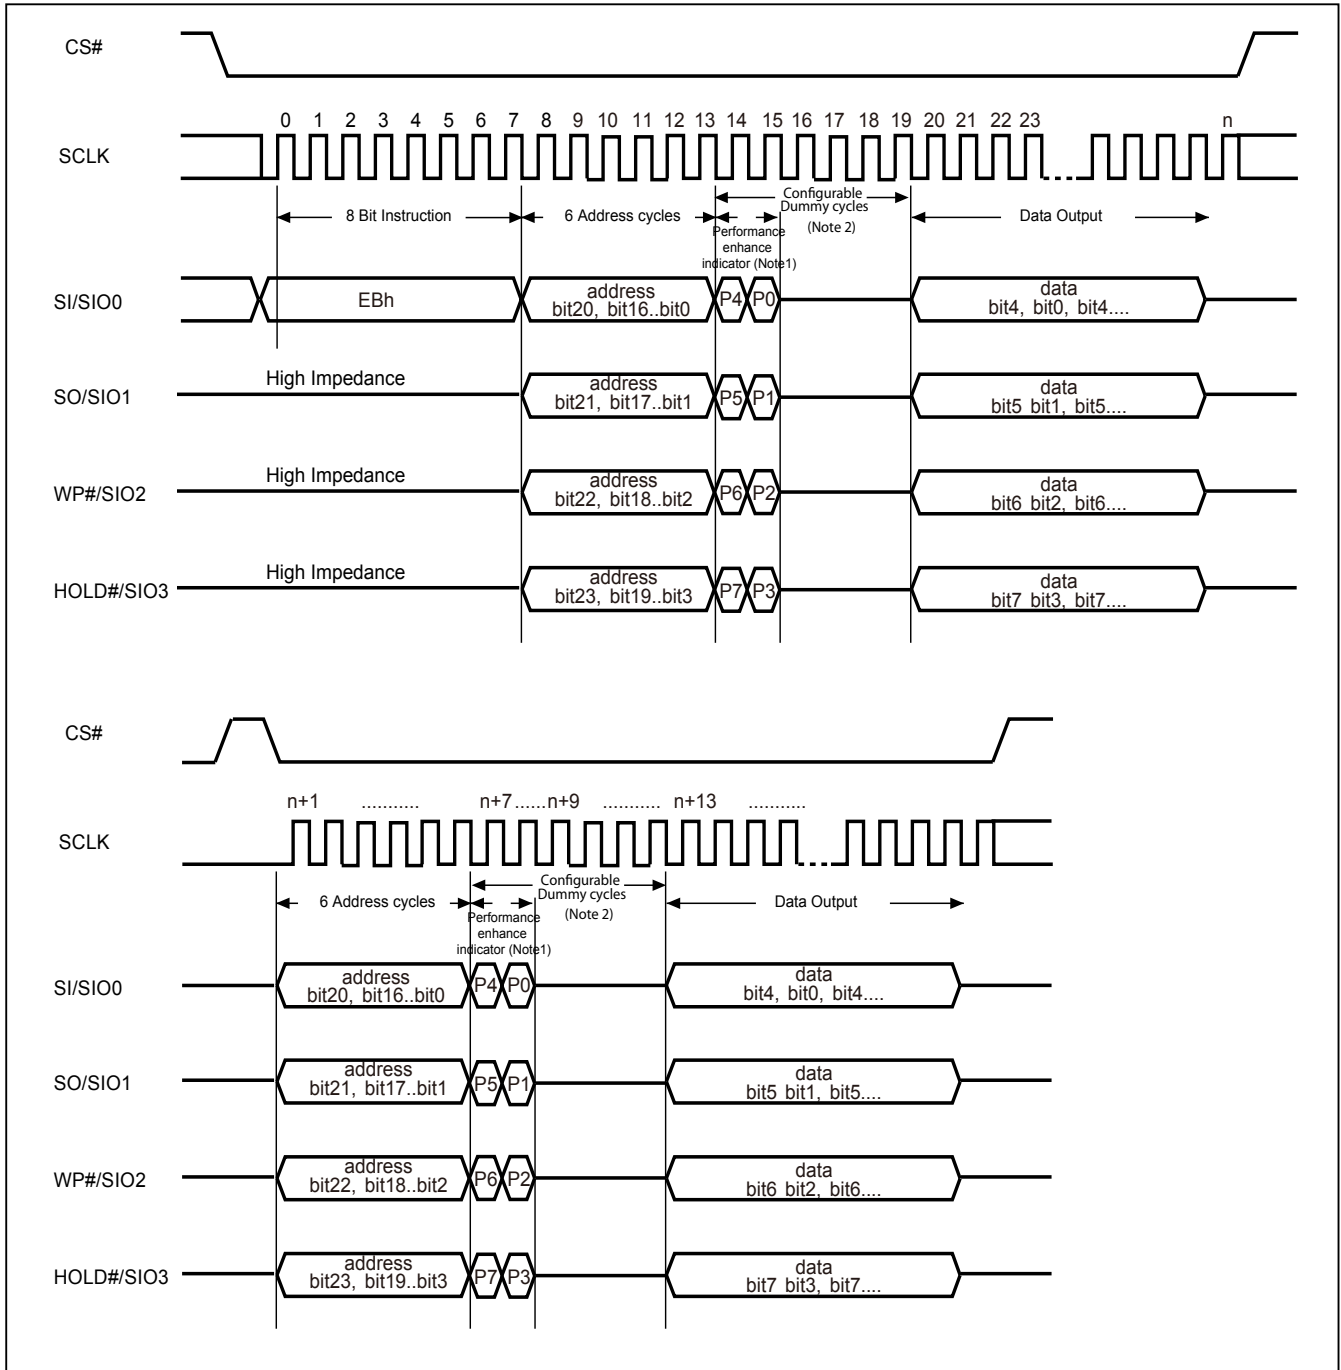 CS#
0 1 2 3 4 5 6 7 8 9 10 11 12 13 14 15 16 17 18 19 20 21 22 23 n
SCLK
8 Bit Instruction
6 Address cycles
Configurable
Dummy cycles
(Note 2)
Performance
enhance
indicator (Note1)
Data Output
SI/SIO0
EBh
address
bit20, bit16..bit0
P4
P0
data
bit4, bit0, bit4....
SO/SIO1
High Impedance
address
bit21, bit17..bit1
P5
P1
data
bit5 bit1, bit5....
WP#/SIO2
High Impedance
address
bit22, bit18..bit2
P6
P2
data
bit6 bit2, bit6....
HOLD#/SIO3
High Impedance
address
bit23, bit19..bit3
P7
P3
data
bit7 bit3, bit7....
CS#
n+1 ........... n+7......n+9 ........... n+13 ...........
SCLK
6 Address cycles
Configurable
Dummy cycles
(Note 2)
Performance
enhance
indicator (Note1)
Data Output
SI/SIO0
address
bit20, bit16..bit0
P4
P0
data
bit4, bit0, bit4....
SO/SIO1
address
bit21, bit17..bit1
P5
P1
data
bit5 bit1, bit5....
WP#/SIO2
address
bit22, bit18..bit2
P6
P2
data
bit6 bit2, bit6....
HOLD#/SIO3
address
bit23, bit19..bit3
P7
P3
data
bit7 bit3, bit7....